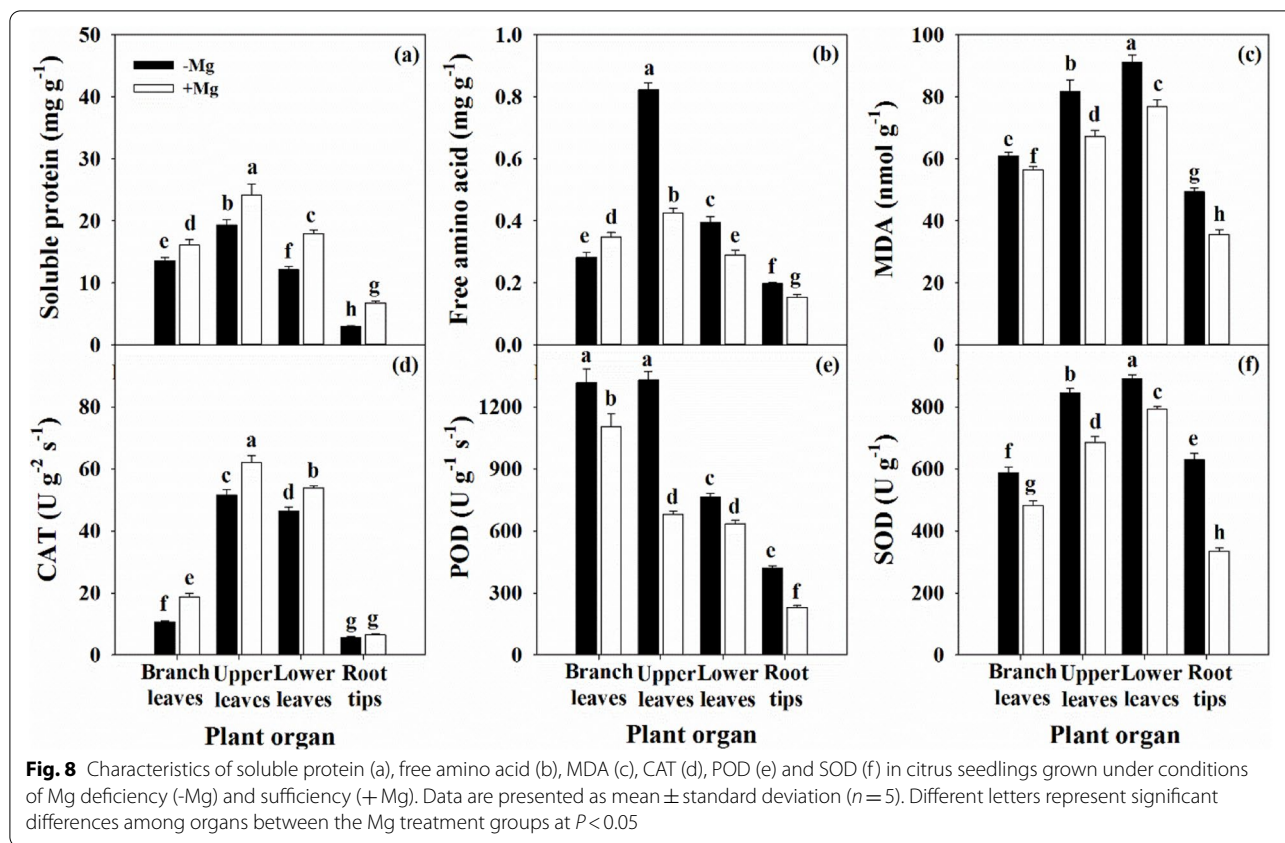 (a)
-Mg
+Mg
Soluble protein (mg g⁻¹)
50
40
30
20
10
0
e d b a f c h g
(b)
Free amino acid (mg g⁻¹)
1.0
0.8
0.6
0.4
0.2
0.0
e d a b c e f g
(c)
MDA (nmol g⁻¹)
100
80
60
40
20
0
e f b d a c g h
(d)
CAT (U g⁻² s⁻¹)
80
60
40
20
0
f e c a d b g g
Branch leaves
Upper leaves
Lower leaves
Root tips
Plant organ
(e)
POD (U g⁻¹ s⁻¹)
1200
900
600
300
0
a b a d c d e f
Branch leaves
Upper leaves
Lower leaves
Root tips
Plant organ
(f)
SOD (U g⁻¹)
800
600
400
200
0
f g b d a c e h
Branch leaves
Upper leaves
Lower leaves
Root tips
Plant organ
Fig. 8 Characteristics of soluble protein (a), free amino acid (b), MDA (c), CAT (d), POD (e) and SOD (f) in citrus seedlings grown under conditions
of Mg deficiency (-Mg) and sufficiency (+ Mg). Data are presented as mean ± standard deviation (n = 5). Different letters represent significant
differences among organs between the Mg treatment groups at P < 0.05